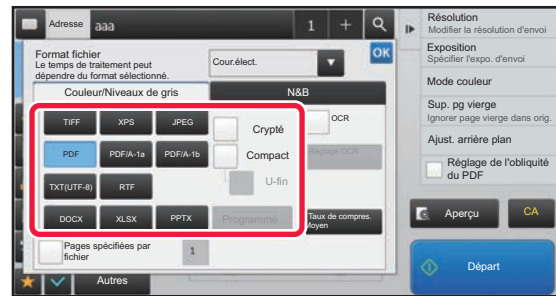 Adresse
aaa
1
Format fichier
Le temps de traitement peut
dépendre du format sélectionné.
Cour.élect.
OK
Couleur/Niveaux de gris
N&B
TIFF
XPS
JPEG
Crypté
OCR
PDF
PDF/A-1a
PDF/A-1b
Compact
Réglage OCR
TXT(UTF-8)
RTF
U-fin
DOCX
XLSX
PPTX
Programmé
Taux de compres.
Moyen
Pages spécifiées par
fichier
1
Autres
Résolution
Modifier la résolution d'envoi
Exposition
Spécifier l'expo. d'envoi
Mode couleur
Sup. pg vierge
Ignorer page vierge dans orig.
Ajust. arrière plan
Réglage de l'obliquité
du PDF
Aperçu
CA
Départ